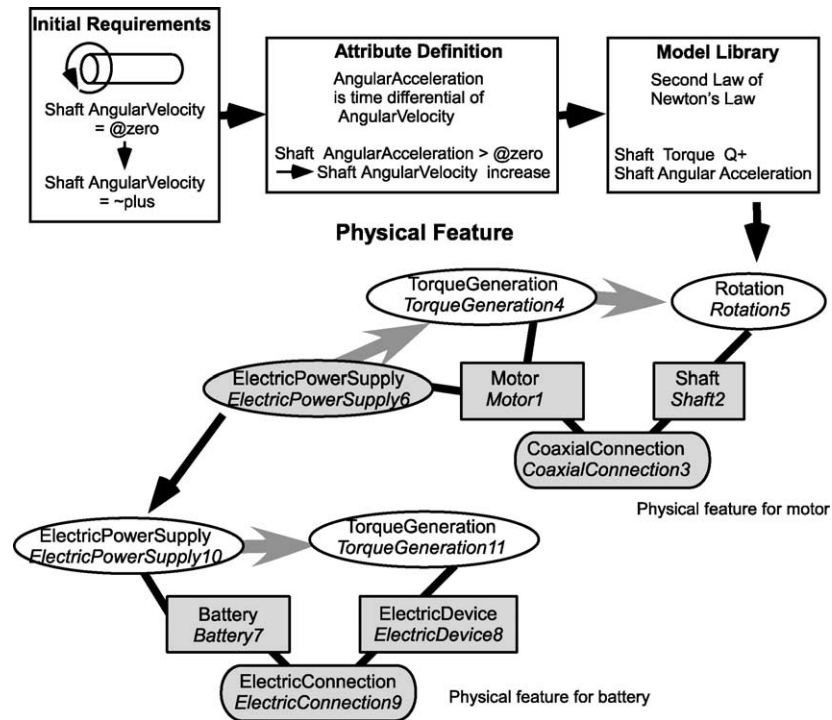 Initial Requirements
Shaft AngularVelocity
= @zero
Shaft AngularVelocity
= ~plus
Attribute Definition
AngularAcceleration
is time differential of
AngularVelocity
Shaft AngularAcceleration > @zero
Shaft AngularVelocity increase
Model Library
Second Law of
Newton's Law
Shaft Torque Q+
Shaft Angular Acceleration
Physical Feature
TorqueGeneration
TorqueGeneration4
Rotation
Rotation5
ElectricPowerSupply
ElectricPowerSupply6
Motor
Motor1
Shaft
Shaft2
CoaxialConnection
CoaxialConnection3
Physical feature for motor
ElectricPowerSupply
ElectricPowerSupply10
TorqueGeneration
TorqueGeneration11
Battery
Battery7
ElectricDevice
ElectricDevice8
ElectricConnection
ElectricConnection9
Physical feature for battery